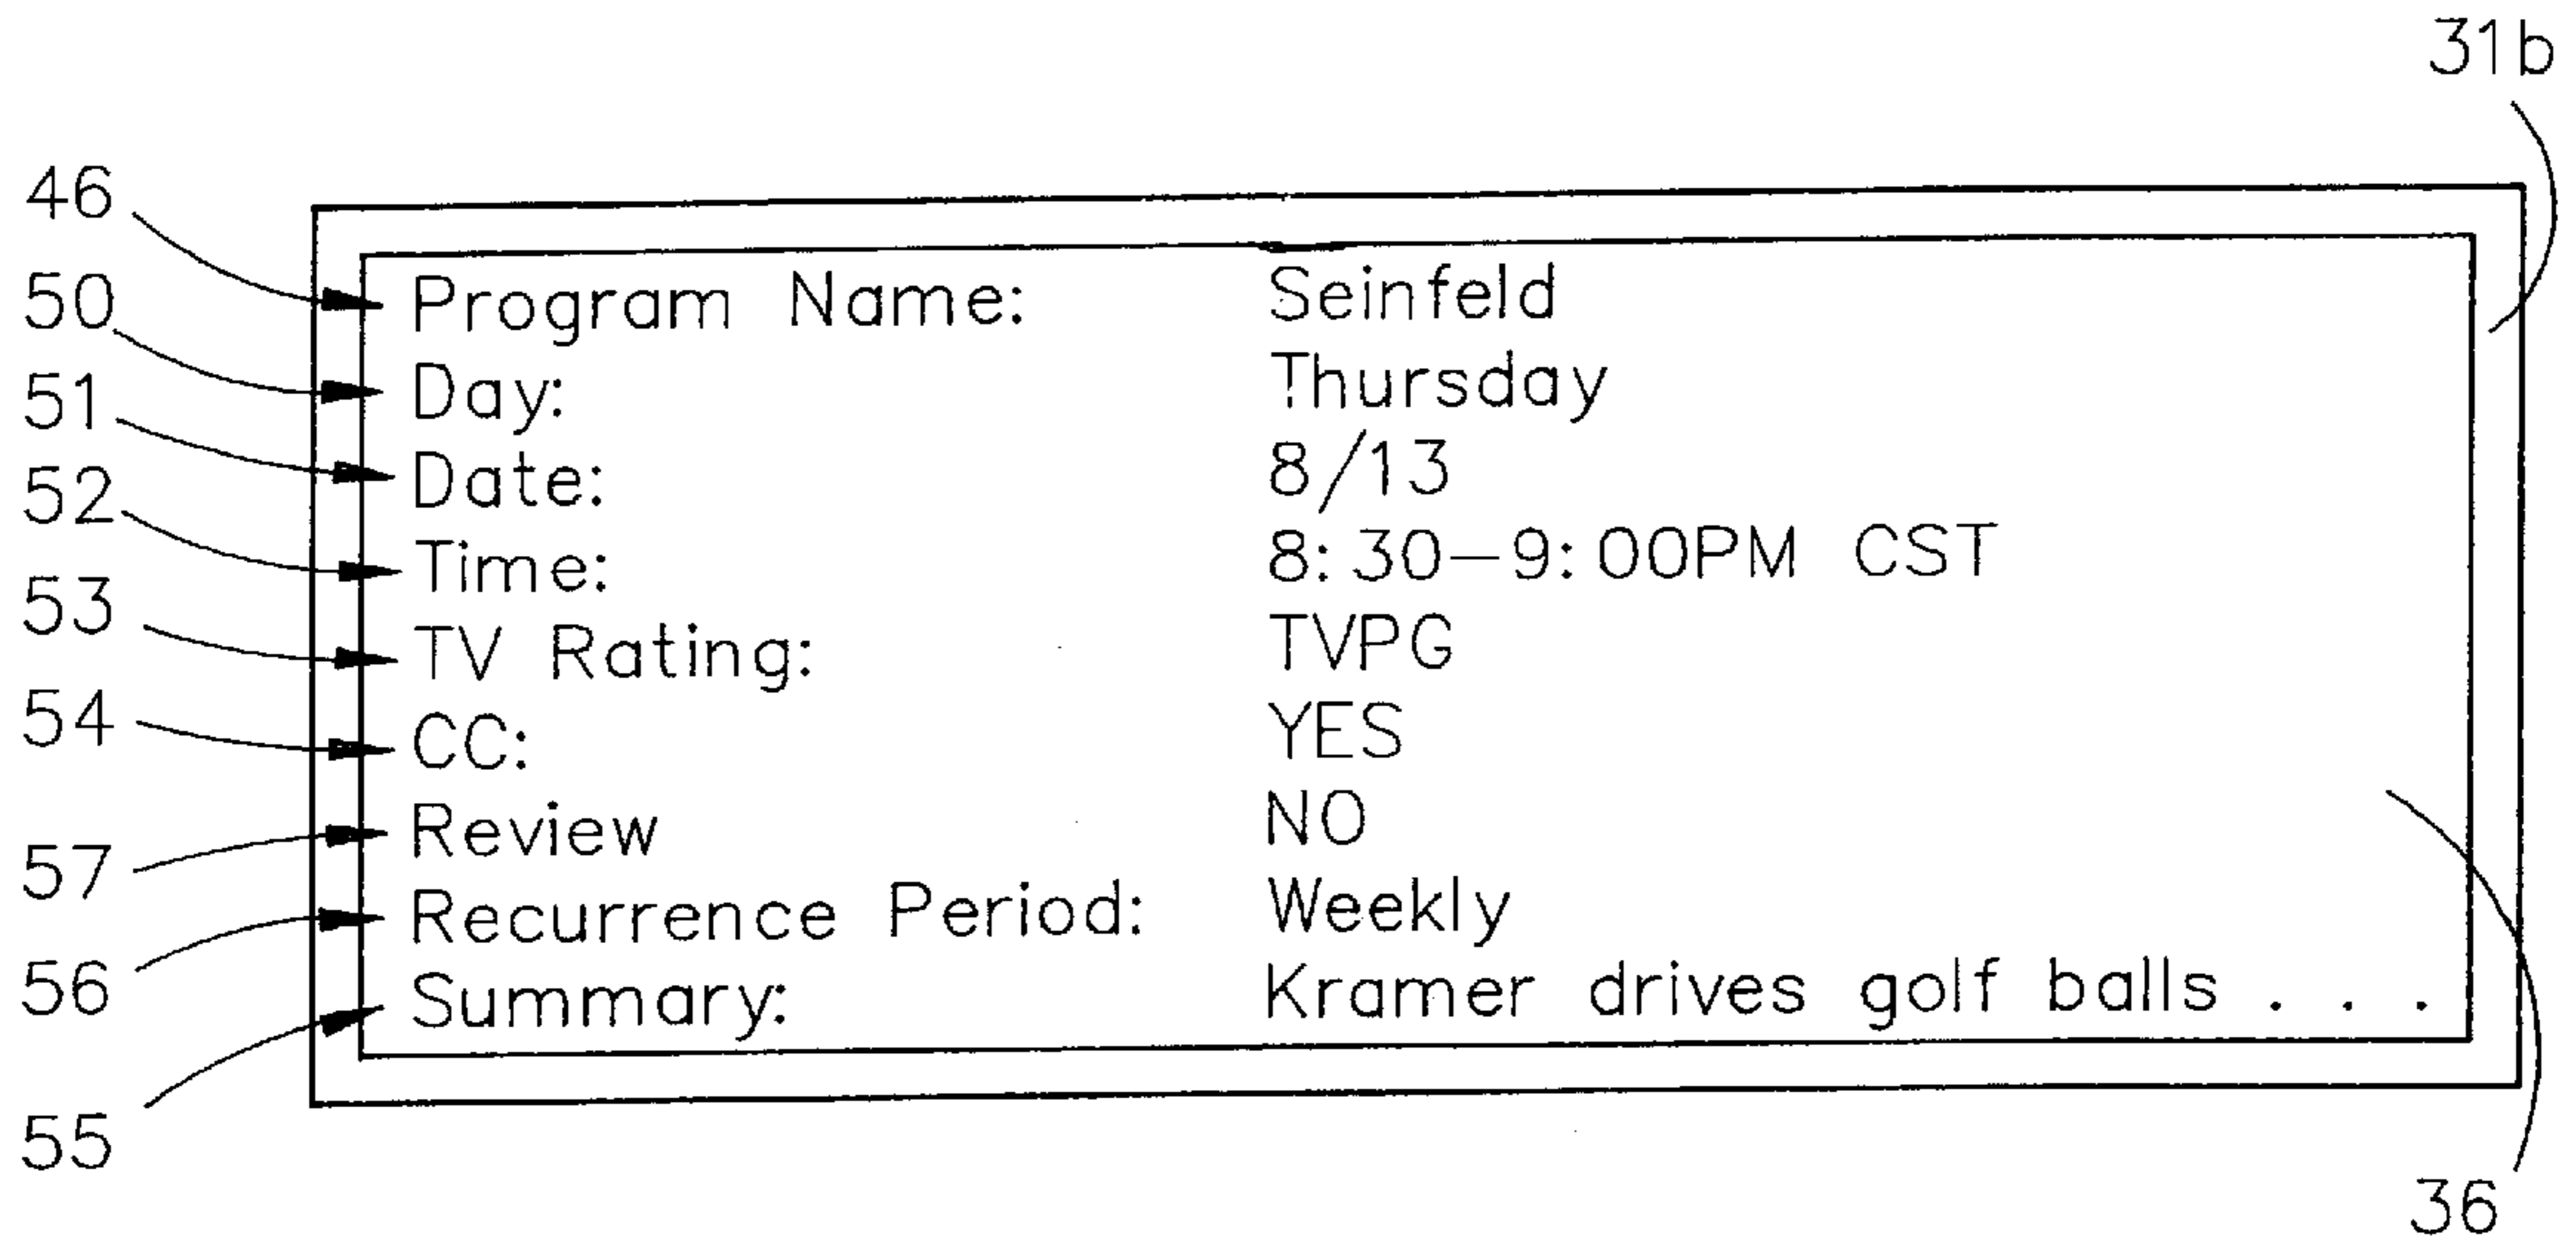 31b
46 Program Name: Seinfeld
50 Day: Thursday
51 Date: 8/13
52 Time: 8:30-9:00PM CST
53 TV Rating: TVPG
54 CC: YES
57 Review NO
56 Recurrence Period: Weekly
55 Summary: Kramer drives golf balls . . .
36